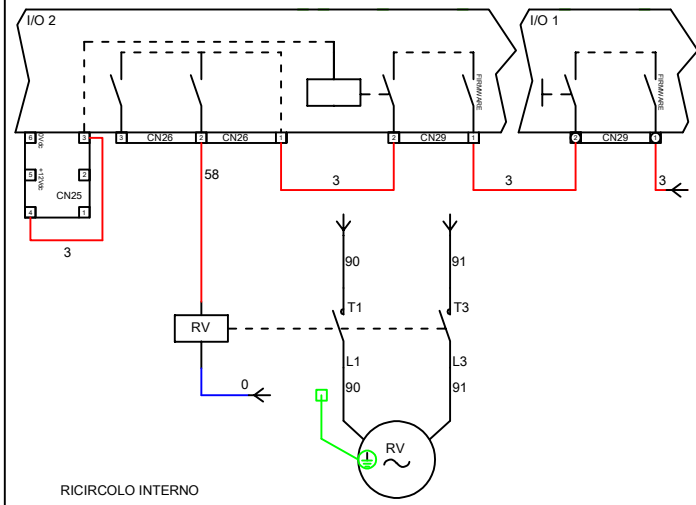 I/O 2
I/O 1
FIRMWARE
FIRMWARE
6
0Vdc
3
3
CN26
2
CN26
1
2
CN29
1
2
CN29
1
5
+12Vdc
2
CN25
4
1
58
3
3
3
3
90
91
T1
T3
RV
L1
L3
0
90
91
RV
RICIRCOLO INTERNO